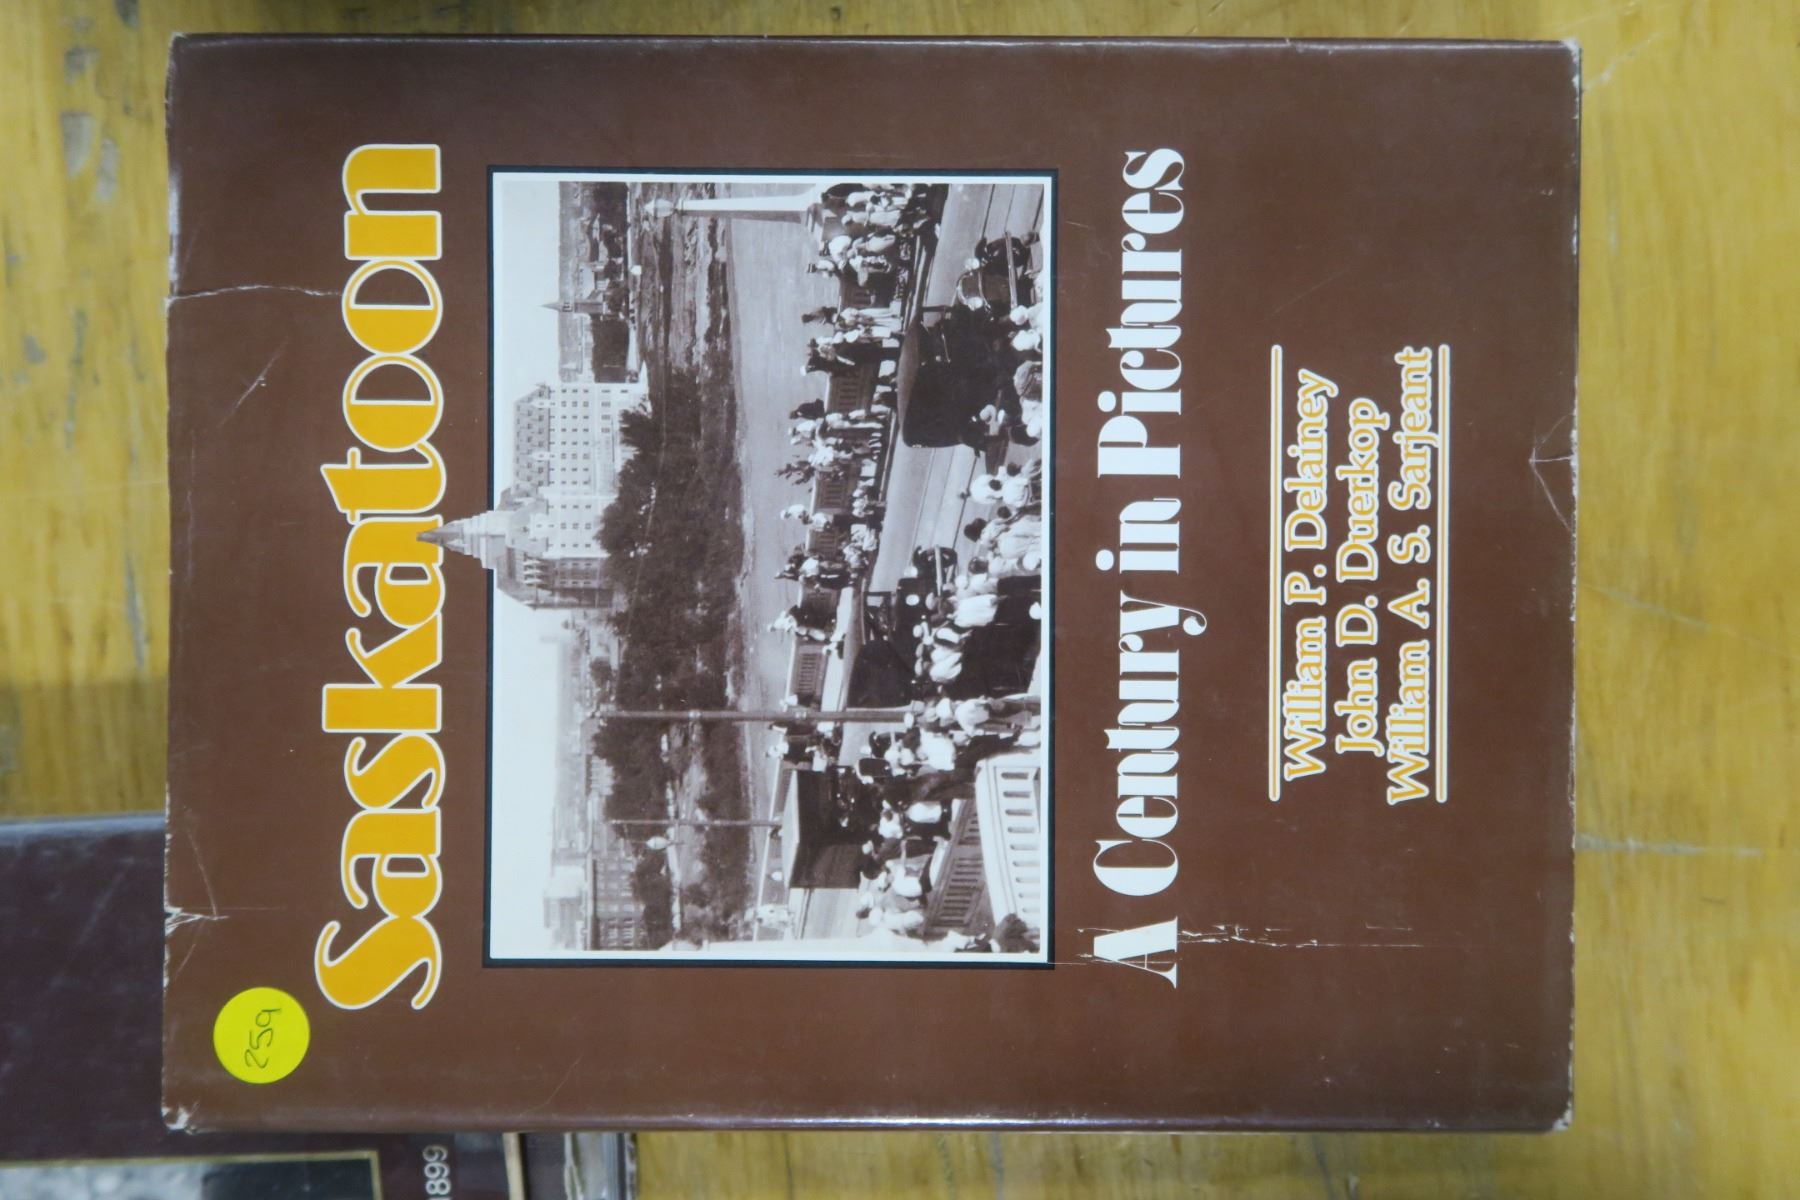 259
Saskatoon
A Century in Pictures
William P. Delainey
John D. Duerkop
William A. S. Sarjeant
1899